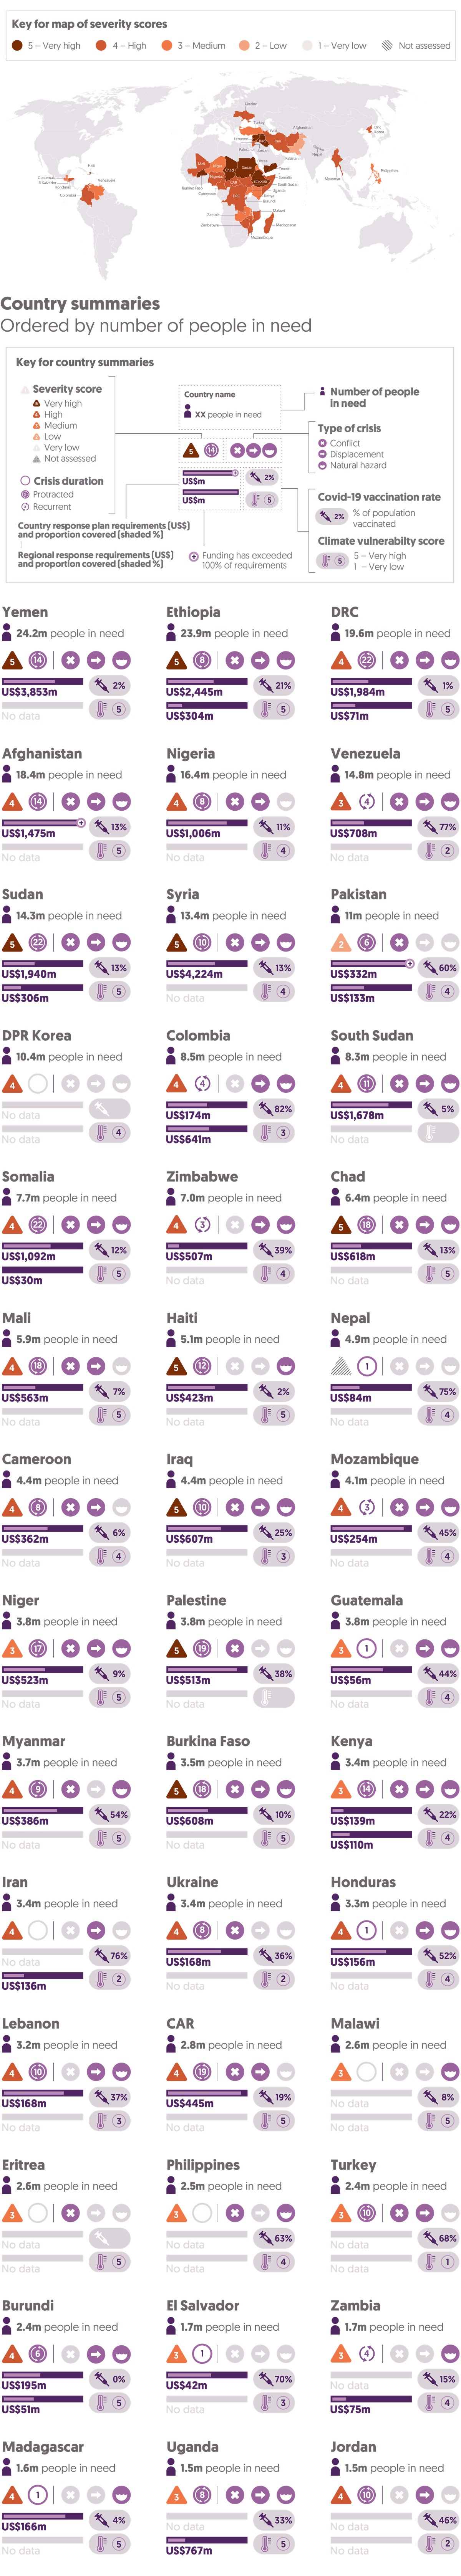 Key for map of severity scores
5 – Very high
4 – High
3 – Medium
2 – Low
1 – Very low
Not assessed
Ukraine
Turkey
Afghanistan
DPR
Korea
Lebanon
Pakistan
Nepal
Haiti
Guatemala
El Salvador
Honduras
Venezuela
Colombia
Mali
Niger
Chad
Yemen
Somalia
South Sudan
Uganda
Kenya
Burundi
Burkina Faso
Cameroon
CAR
DRC
Malawi
Zambia
Zimbabwe
Madagascar
Mozambique
Myanmar
Philippines
Country summaries
Ordered by number of people in need
Key for country summaries
Severity score
Very high
High
Medium
Low
Very low
Not assessed
Crisis duration
Protracted
Recurrent
Country response plan requirements (US$)
and proportion covered (shaded %)
Regional response requirements (US$)
and proportion covered (shaded %)
Country name
XX people in need
5 14
US$m
2%
US$m
5
Funding has exceeded
100% of requirements
Number of people
in need
Type of crisis
Conflict
Displacement
Natural hazard
Covid-19 vaccination rate
2%
% of population
vaccinated
Climate vulnerabilty score
5
5 – Very high
1 – Very low
Yemen
24.2m people in need
5 14
US$3,853m
2%
No data
5
Ethiopia
23.9m people in need
5 8
US$2,445m
21%
US$304m
5
DRC
19.6m people in need
4 22
US$1,984m
1%
US$71m
5
Afghanistan
18.4m people in need
4 14
US$1,475m
13%
No data
5
Nigeria
16.4m people in need
4 8
US$1,006m
11%
No data
4
Venezuela
14.8m people in need
3 4
US$708m
77%
No data
2
Sudan
14.3m people in need
5 22
US$1,940m
13%
US$306m
5
Syria
13.4m people in need
5 10
US$4,224m
13%
No data
4
Pakistan
11m people in need
2 6
US$332m
60%
US$133m
4
DPR Korea
10.4m people in need
4
No data
No data
4
Colombia
8.5m people in need
4 4
US$174m
82%
US$641m
3
South Sudan
8.3m people in need
4 11
US$1,678m
5%
No data
Somalia
7.7m people in need
4 22
US$1,092m
12%
US$30m
5
Zimbabwe
7.0m people in need
4 3
US$507m
39%
No data
4
Chad
6.4m people in need
5 18
US$618m
13%
No data
5
Mali
5.9m people in need
4 18
US$563m
7%
No data
5
Haiti
5.1m people in need
5 12
US$423m
2%
No data
5
Nepal
4.9m people in need
1
US$84m
75%
No data
4
Cameroon
4.4m people in need
4 8
US$362m
6%
No data
4
Iraq
4.4m people in need
5 10
US$607m
25%
No data
3
Mozambique
4.1m people in need
4 3
US$254m
45%
No data
4
Niger
3.8m people in need
3 17
US$523m
9%
No data
5
Palestine
3.8m people in need
5 19
US$513m
38%
No data
Guatemala
3.8m people in need
3 1
US$56m
44%
No data
4
Myanmar
3.7m people in need
4 9
US$386m
54%
No data
5
Burkina Faso
3.5m people in need
5 18
US$608m
10%
No data
5
Kenya
3.4m people in need
3 14
US$139m
22%
US$110m
4
Iran
3.4m people in need
4
No data
76%
US$136m
2
Ukraine
3.4m people in need
4 8
US$168m
36%
No data
2
Honduras
3.3m people in need
4 1
US$156m
52%
No data
4
Lebanon
3.2m people in need
4 10
US$168m
37%
No data
3
CAR
2.8m people in need
4 19
US$445m
19%
No data
5
Malawi
2.6m people in need
3
No data
8%
No data
5
Eritrea
2.6m people in need
3
No data
No data
5
Philippines
2.5m people in need
3
No data
63%
No data
4
Turkey
2.4m people in need
3 10
No data
68%
No data
1
Burundi
2.4m people in need
4 6
US$195m
0%
US$51m
5
El Salvador
1.7m people in need
3 1
US$42m
70%
No data
3
Zambia
1.7m people in need
3 4
No data
15%
US$75m
4
Madagascar
1.6m people in need
4 1
US$166m
4%
No data
5
Uganda
1.5m people in need
3 8
No data
33%
US$767m
5
Jordan
1.5m people in need
4 10
No data
46%
No data
2